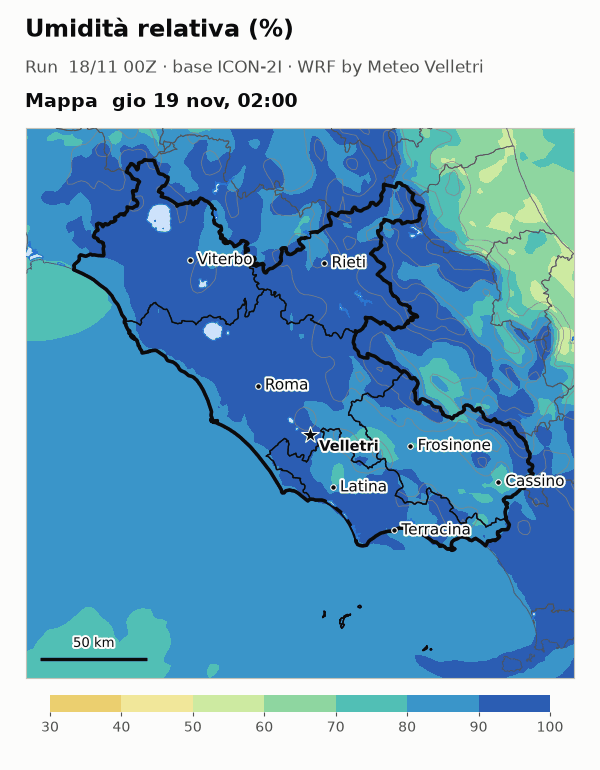 Umidità relativa (%)
Run 18/11 00Z · base ICON-2I · WRF by Meteo Velletri
Mappa gio 19 nov, 02:00
Viterbo
Rieti
Roma
Velletri
Frosinone
Latina
Cassino
Terracina
50 km
30 40 50 60 70 80 90 100